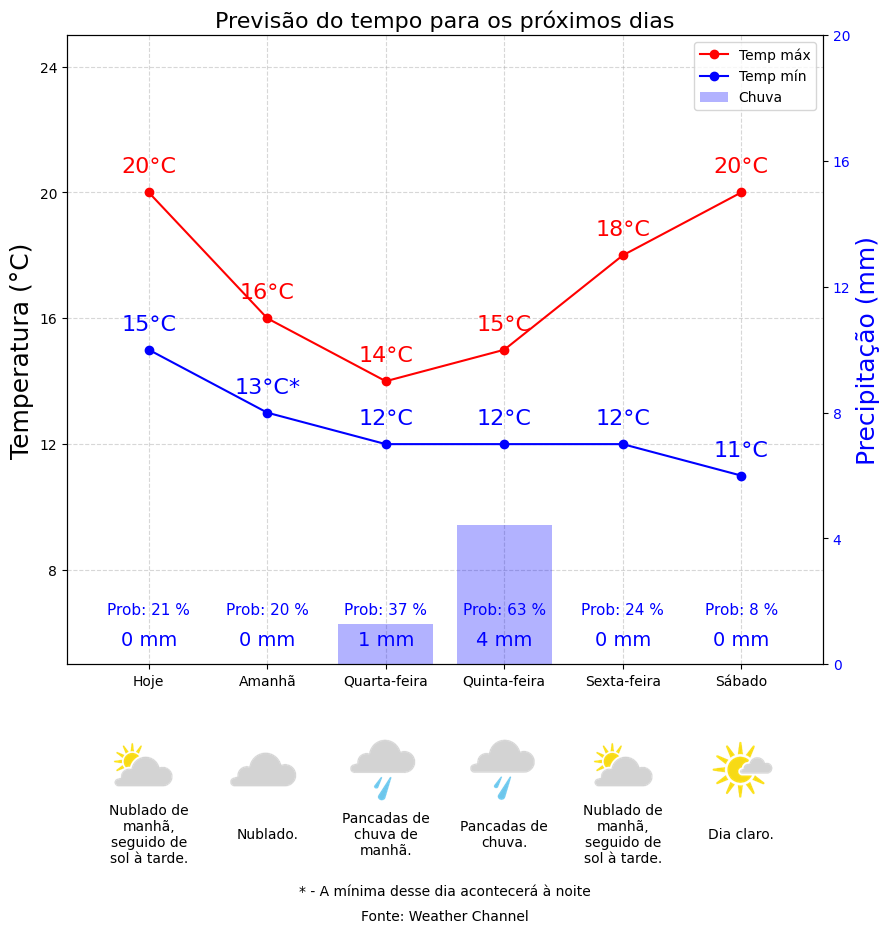 Previsão do tempo para os próximos dias
Temp máx
Temp mín
Chuva
Temperatura (°C)
Precipitação (mm)
24
20
16
12
8
20
16
12
8
4
0
20°C
16°C
14°C
15°C
18°C
20°C
15°C
13°C*
12°C
12°C
12°C
11°C
Prob: 21 %
Prob: 20 %
Prob: 37 %
Prob: 63 %
Prob: 24 %
Prob: 8 %
0 mm
0 mm
1 mm
4 mm
0 mm
0 mm
Hoje
Amanhã
Quarta-feira
Quinta-feira
Sexta-feira
Sábado
Nublado de
manhã,
seguido de
sol à tarde.
Nublado.
Pancadas de
chuva de
manhã.
Pancadas de
chuva.
Nublado de
manhã,
seguido de
sol à tarde.
Dia claro.
* - A mínima desse dia acontecerá à noite
Fonte: Weather Channel